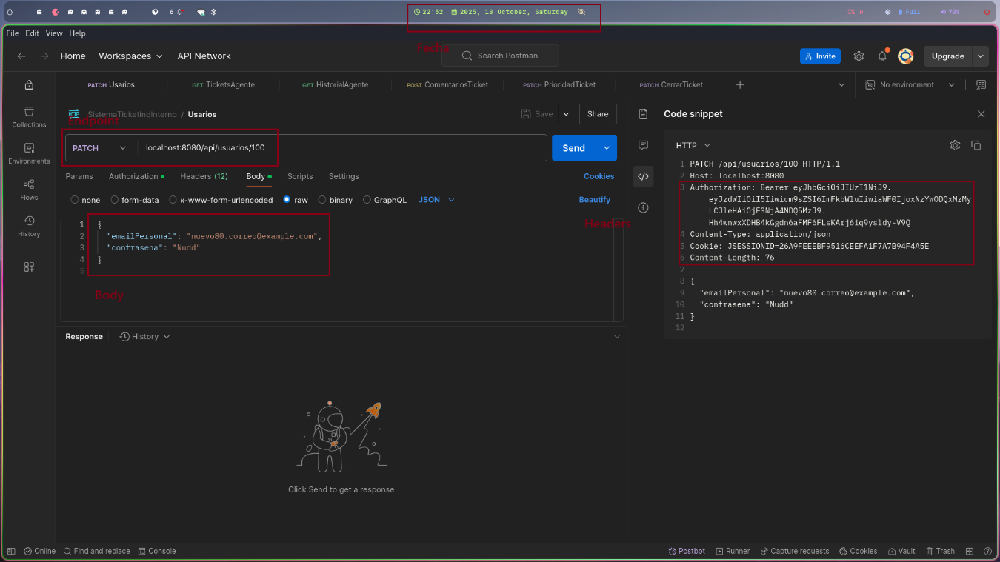 22:32 2025, 18 October, Saturday
6
7%
Full
70%
File Edit View Help
Fecha
Home Workspaces API Network
Search Postman
Invite
Upgrade
PATCH Usarios
GET TicketsAgente
GET HistorialAgente
POST ComentariosTicket
PATCH PrioridadTicket
PATCH CerrarTicket
No environment
Collections
Environments
Flows
History
HTTP SistemaTicketingInterno / Usarios
Save
Share
Endpoint
PATCH localhost:8080/api/usuarios/100
Send
Params Authorization Headers (12) Body Scripts Settings Cookies
none form-data x-www-form-urlencoded raw binary GraphQL JSON Beautify
1 {
2 "emailPersonal": "nuevo80.correo@example.com",
3 "contrasena": "Nudd"
4 }
5
Body
Headers
Response History
Click Send to get a response
Code snippet
HTTP
1 PATCH /api/usuarios/100 HTTP/1.1
2 Host: localhost:8080
3 Authorization: Bearer eyJhbGciOiJIUzI1NiJ9.
eyJzdWIiOiI5Iiwicm9sZSI6ImFkbWluIiwiaWF0IjoxNzYwODQxMzMy
LCJleHAiOjE3NjA4NDQ5MzJ9.
Hh4wnwxXDHB4kGgdn6aFMF6FLsKArj6iq9ysldy-V9Q
4 Content-Type: application/json
5 Cookie: JSESSIONID=26A9FEEEBF9516CEEFA1F7A7B94F4A5E
6 Content-Length: 76
7
8 {
9 "emailPersonal": "nuevo80.correo@example.com",
10 "contrasena": "Nudd"
11 }
12
Online Find and replace Console
Postbot Runner Capture requests Cookies Vault Trash